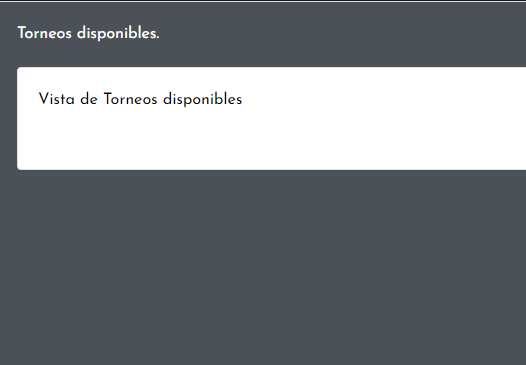 Torneos disponibles.
Vista de Torneos disponibles